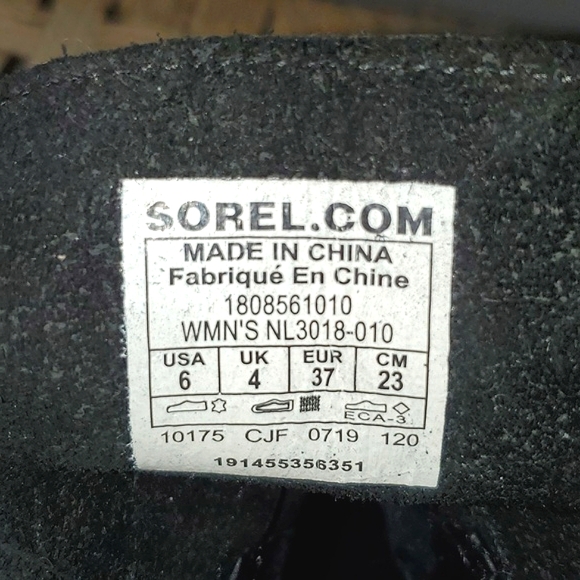 SOREL.COM
MADE IN CHINA
Fabriqué En Chine
1808561010
WMN'S NL3018-010
USA UK EUR CM
6 4 37 23
ECA-3
10175 CJF 0719 120
191455356351